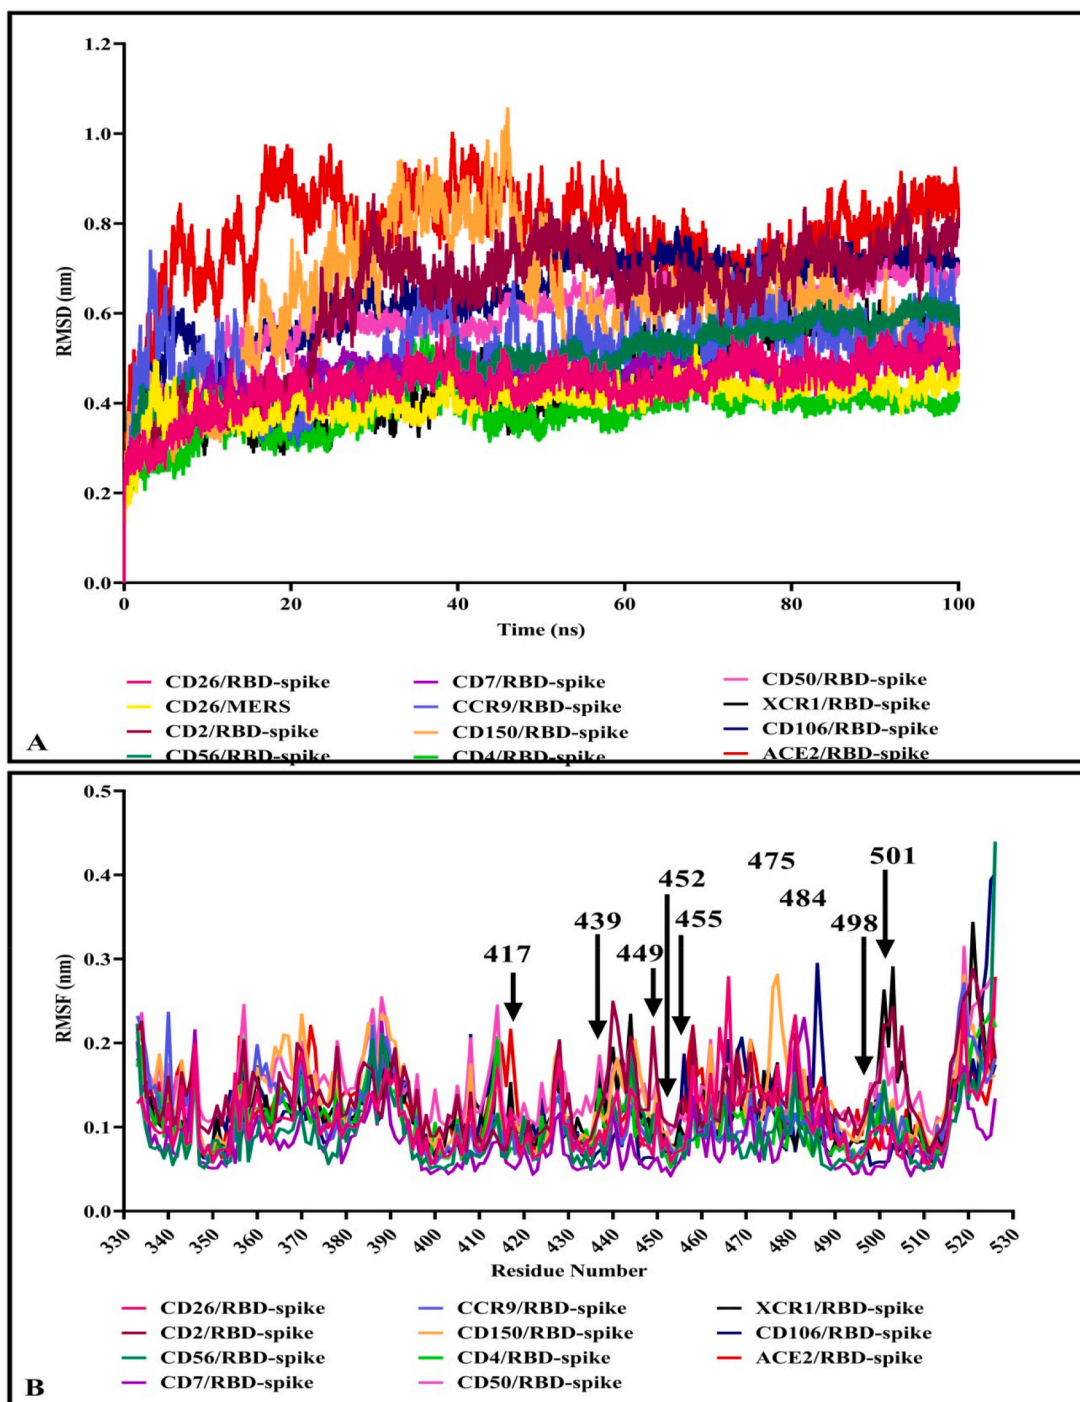 1.2
1.0
0.8
0.6
0.4
0.2
0.0
RMSD (nm)
0 20 40 60 80 100
Time (ns)
CD26/RBD-spike CD7/RBD-spike CD50/RBD-spike
CD26/MERS CCR9/RBD-spike XCR1/RBD-spike
CD2/RBD-spike CD150/RBD-spike CD106/RBD-spike
CD56/RBD-spike CD4/RBD-spike ACE2/RBD-spike
A
0.5
0.4
0.3
0.2
0.1
0.0
RMSF (nm)
475 501
452
484
439 455 498
417 449
330 340 350 360 370 380 390 400 410 420 430 440 450 460 470 480 490 500 510 520 530
Residue Number
CD26/RBD-spike CCR9/RBD-spike XCR1/RBD-spike
CD2/RBD-spike CD150/RBD-spike CD106/RBD-spike
CD56/RBD-spike CD4/RBD-spike ACE2/RBD-spike
CD7/RBD-spike CD50/RBD-spike
B